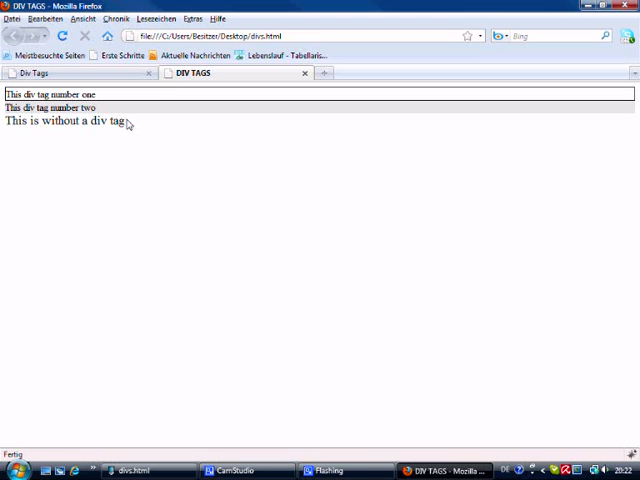 DIV TAGS - Mozilla Firefox
Datei Bearbeiten Ansicht Chronik Lesezeichen Extras Hilfe
file:///C:/Users/Besitzer/Desktop/divs.html Bing
Meistbesuchte Seiten Erste Schritte Aktuelle Nachrichten Lebenslauf - Tabellaris...
Div Tags DIV TAGS
This div tag number one
This div tag number two
This is without a div tag
Fertig
divs.html CamStudio Flashing DIV TAGS - Mozilla ... DE 20:22